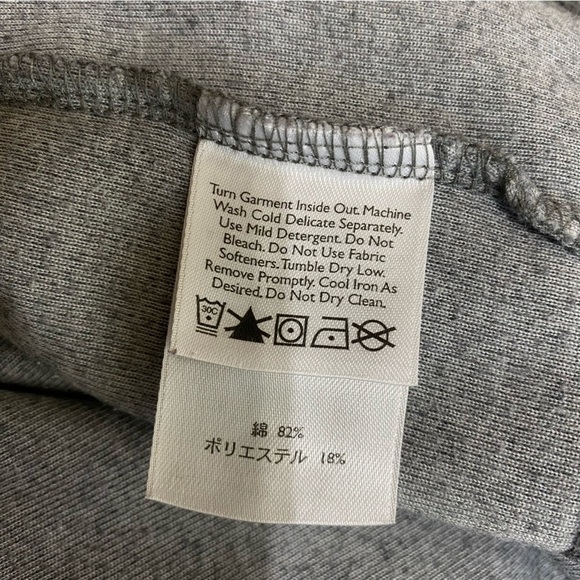 Turn Garment Inside Out. Machine
Wash Cold Delicate Separately.
Use Mild Detergent. Do Not
Bleach. Do Not Use Fabric
Softeners. Tumble Dry Low.
Remove Promptly. Cool Iron As
Desired. Do Not Dry Clean.
30C
綿 82%
ポリエステル 18%